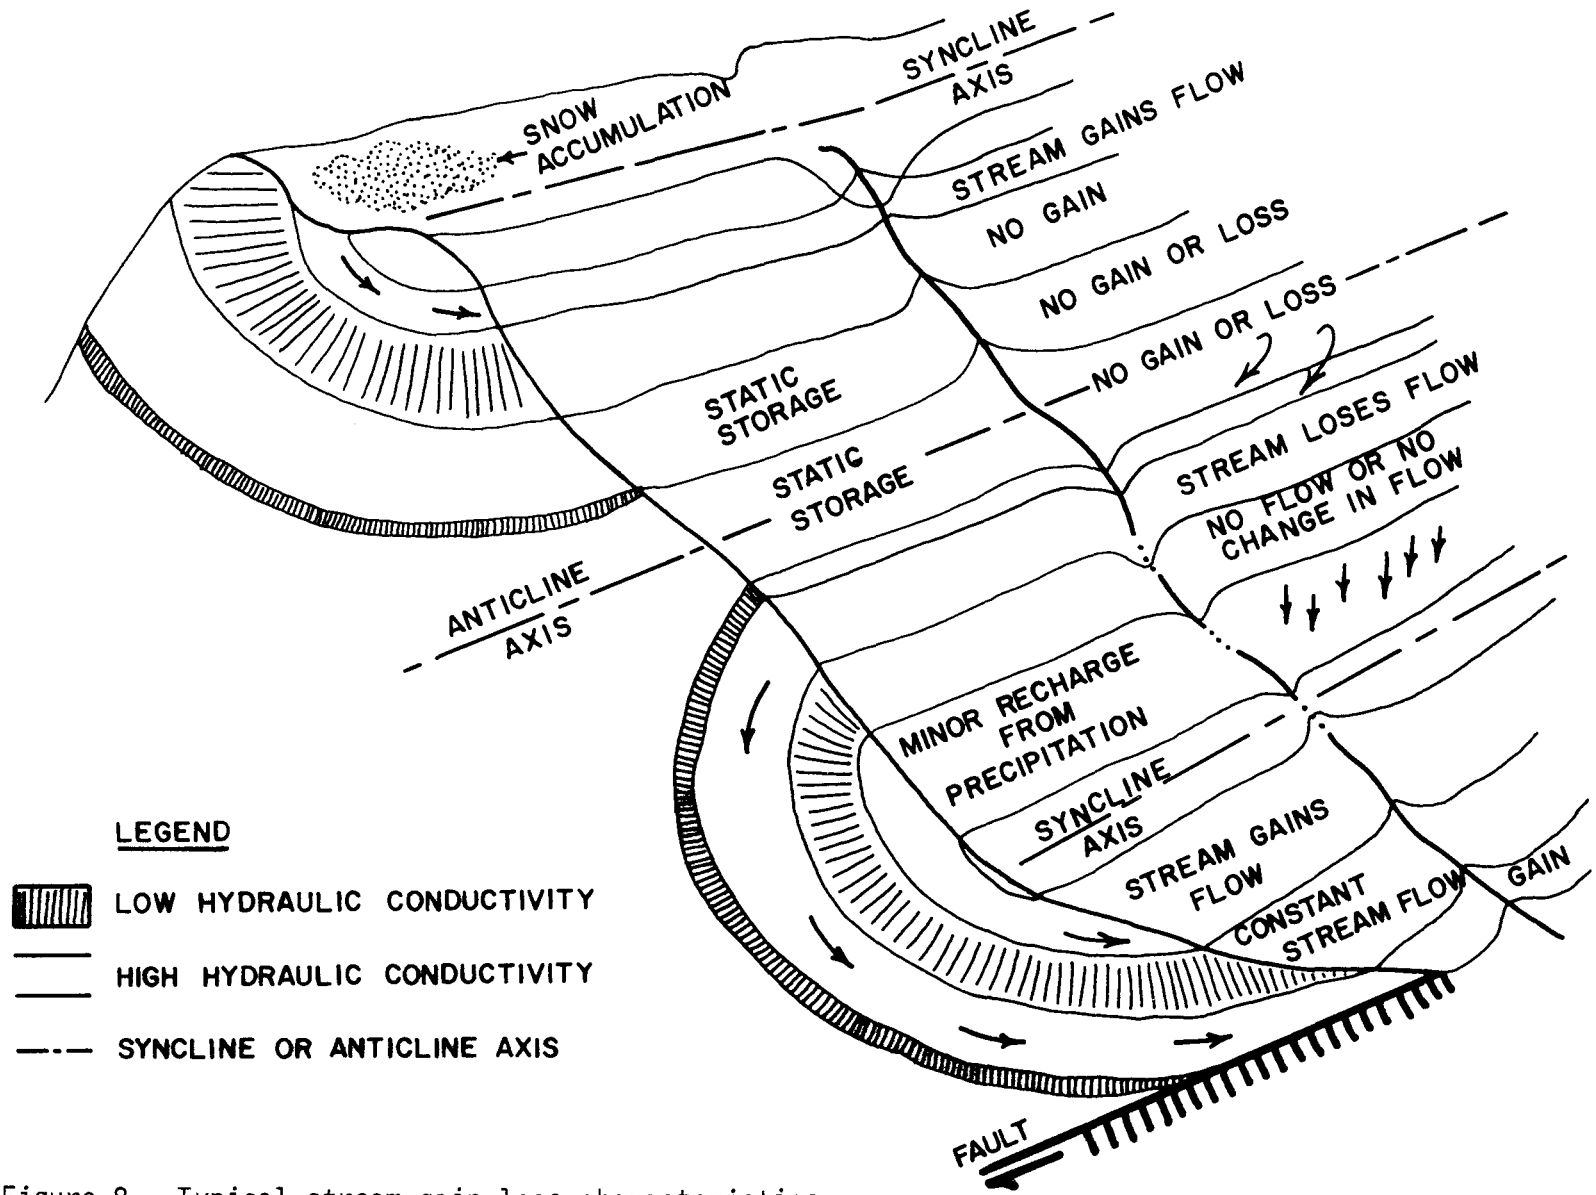 SYNCLINE
AXIS
SNOW
ACCUMULATION
STREAM GAINS FLOW
NO GAIN
NO GAIN OR LOSS
NO GAIN OR LOSS
STATIC
STORAGE
STATIC
STORAGE
STREAM LOSES FLOW
NO FLOW OR NO
CHANGE IN FLOW
ANTICLINE
AXIS
MINOR RECHARGE
FROM
PRECIPITATION
SYNCLINE
AXIS
STREAM GAINS
FLOW
CONSTANT
STREAM FLOW
GAIN
LEGEND
LOW HYDRAULIC CONDUCTIVITY
HIGH HYDRAULIC CONDUCTIVITY
SYNCLINE OR ANTICLINE AXIS
FAULT
Figure 8. Typical stream gain-loss characteristics